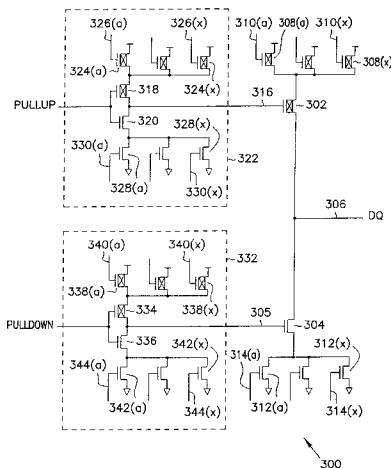 326(a) 326(x) 310(a) 308(a) 310(x)
324(a) 324(x) 308(x)
318
PULLUP 316 302
320
330(a) 328(x)
322
328(a) 330(x)
306
DQ
340(a) 340(x) 332
338(a) 338(x)
334
PULLDOWN 305 304
336
344(a) 342(x) 314(a) 312(x)
342(a) 344(x) 312(a) 314(x)
300